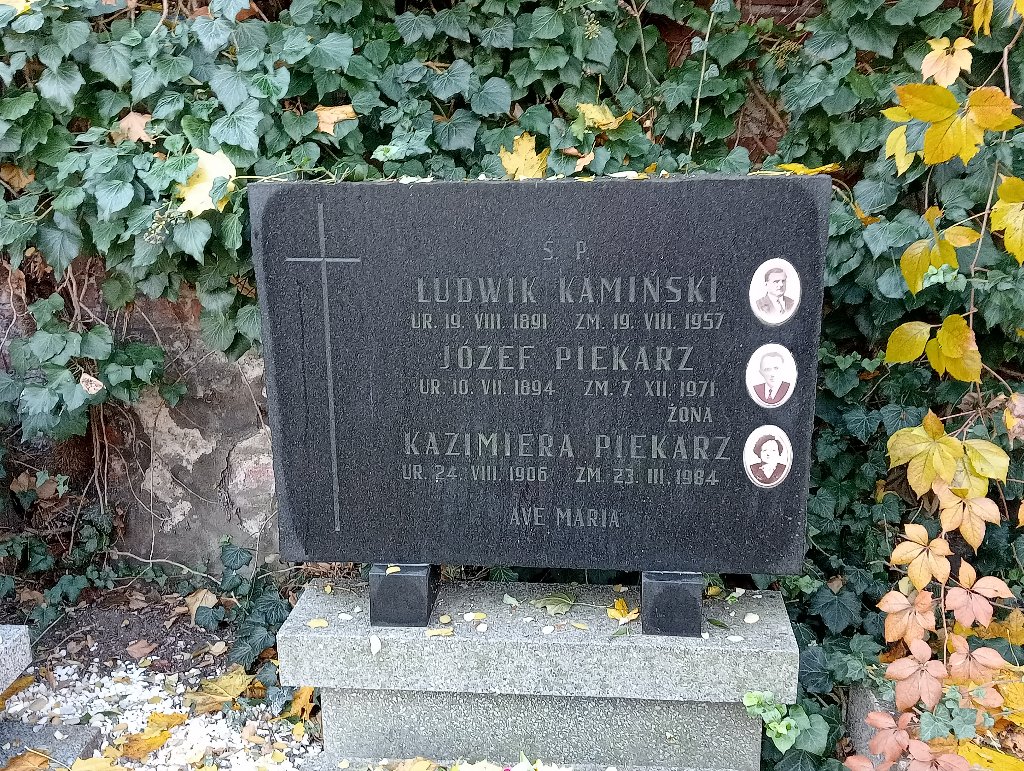 Ś. P.
LUDWIK KAMIŃSKI
UR. 19. VIII. 1891 ZM. 19. VIII. 1957
JÓZEF PIEKARZ
UR. 10. VII. 1894 ZM. 7. XII. 1971
ŻONA
KAZIMIERA PIEKARZ
UR. 24. VIII. 1906 ZM. 23. III. 1984
AVE MARIA